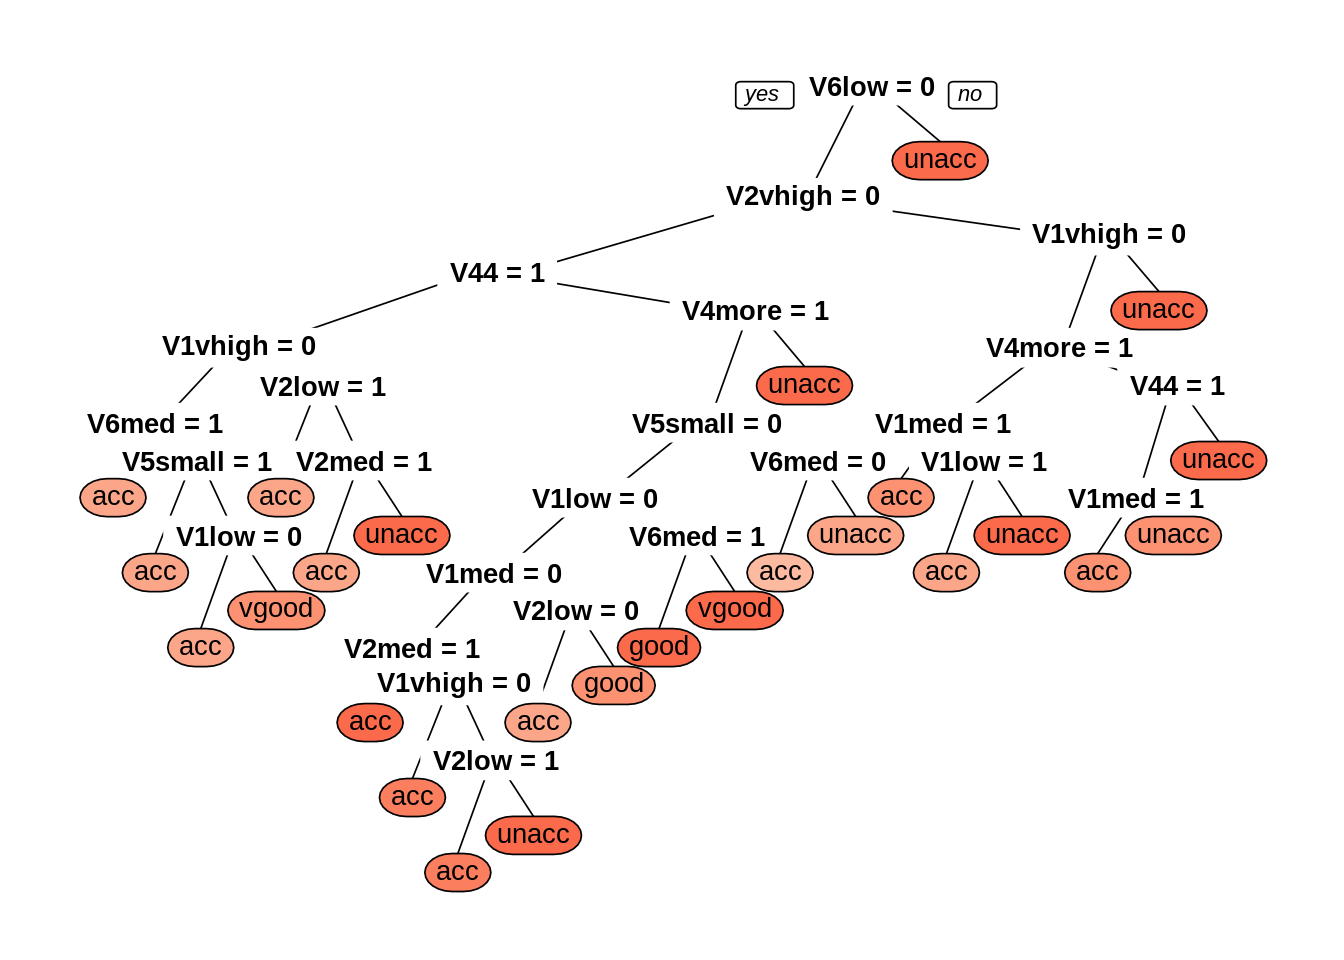 yes
V6low = 0
no
unacc
V2vhigh = 0
V1vhigh = 0
V44 = 1
unacc
V4more = 1
V1vhigh = 0
V4more = 1
V2low = 1
unacc
V44 = 1
V6med = 1
V5small = 0
V1med = 1
V5small = 1
V2med = 1
V6med = 0
V1low = 1
unacc
acc
acc
V1low = 0
acc
V1med = 1
V1low = 0
unacc
V6med = 1
unacc
unacc
unacc
acc
acc
V1med = 0
acc
acc
acc
vgood
V2low = 0
vgood
acc
V2med = 1
good
V1vhigh = 0
good
acc
acc
V2low = 1
acc
unacc
acc